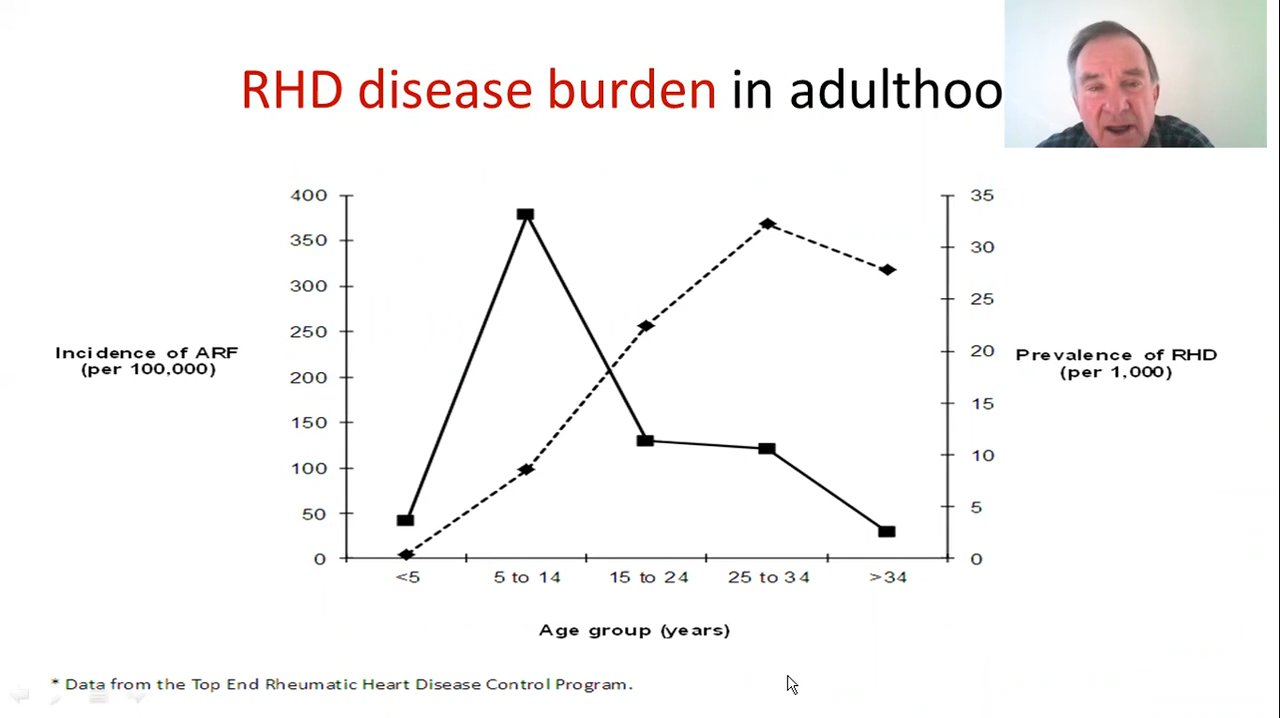 RHD disease burden in adulthoo
400
350
300
250
200
150
100
50
0
35
30
25
20
15
10
5
0
Incidence of ARF
(per 100,000)
Prevalence of RHD
(per 1,000)
<5 5 to 14 15 to 24 25 to 34 >34
Age group (years)
* Data from the Top End Rheumatic Heart Disease Control Program.